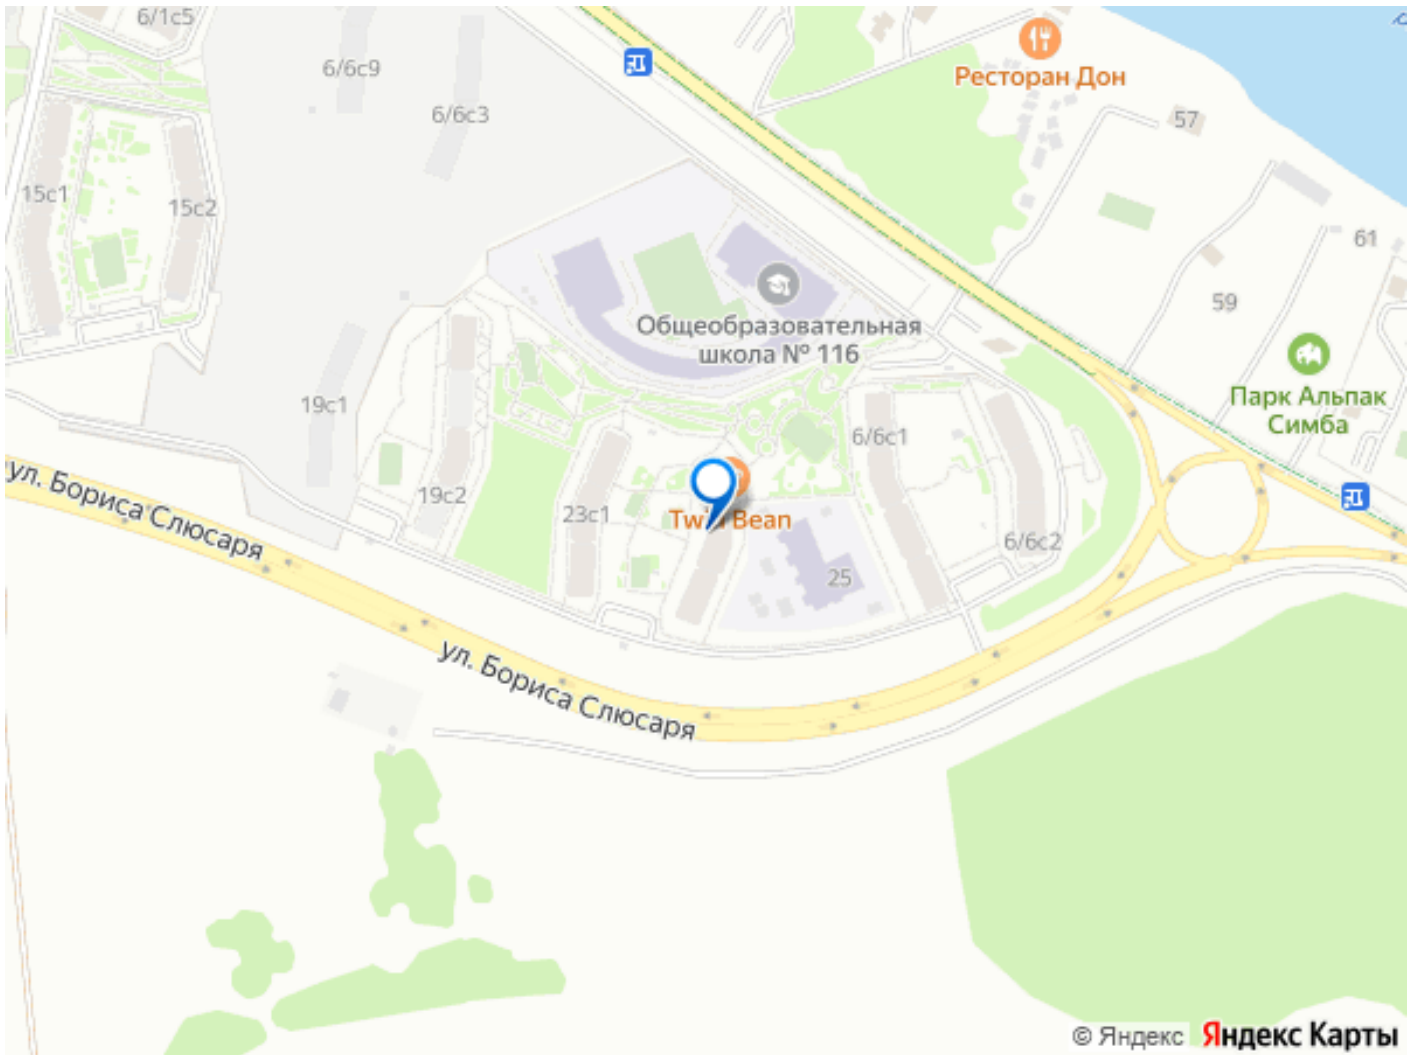 6/1с5
6/6с9
6/6с3
Ресторан Дон
57
15с1
15с2
61
59
Общеобразовательная
школа № 116
Парк Альпак
Симба
19с1
6/6с1
19с2
23с1
Bean
6/6с2
25
ул. Бориса Слюсаря
ул. Бориса Слюсаря
© Яндекс Яндекс Карты